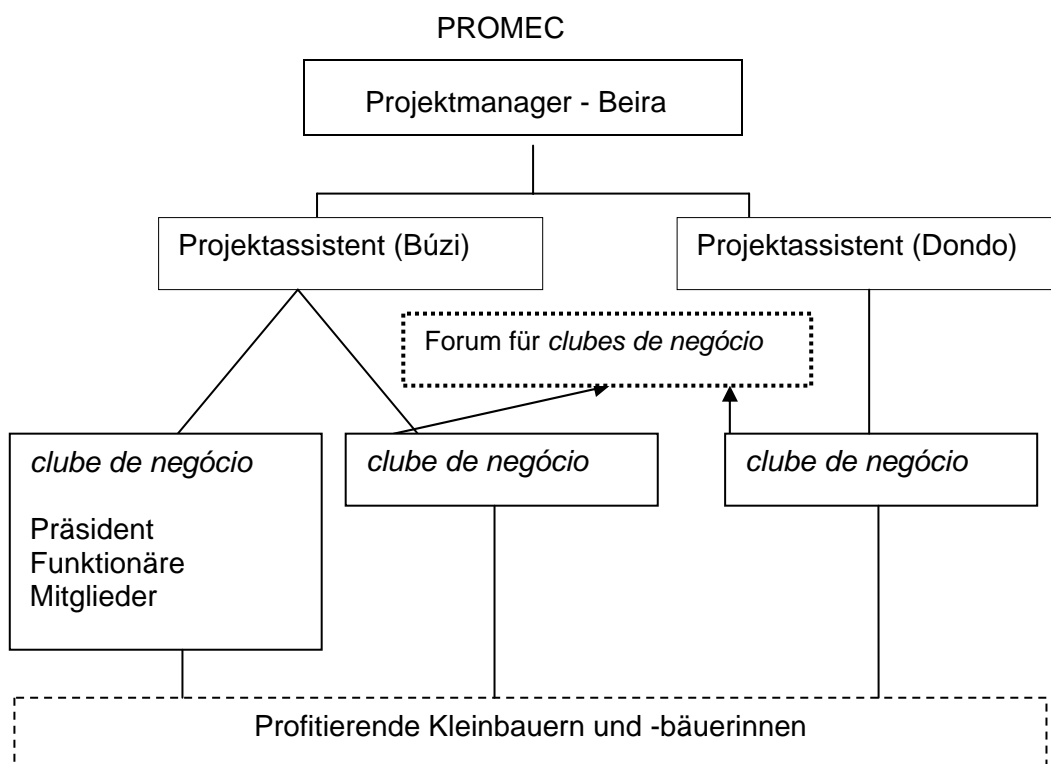 PROMEC
Projektmanager - Beira
Projektassistent (Búzi)
Projektassistent (Dondo)
Forum für clubes de negócio
clube de negócio
Präsident
Funktionäre
Mitglieder
clube de negócio
clube de negócio
Profitierende Kleinbauern und -bäuerinnen